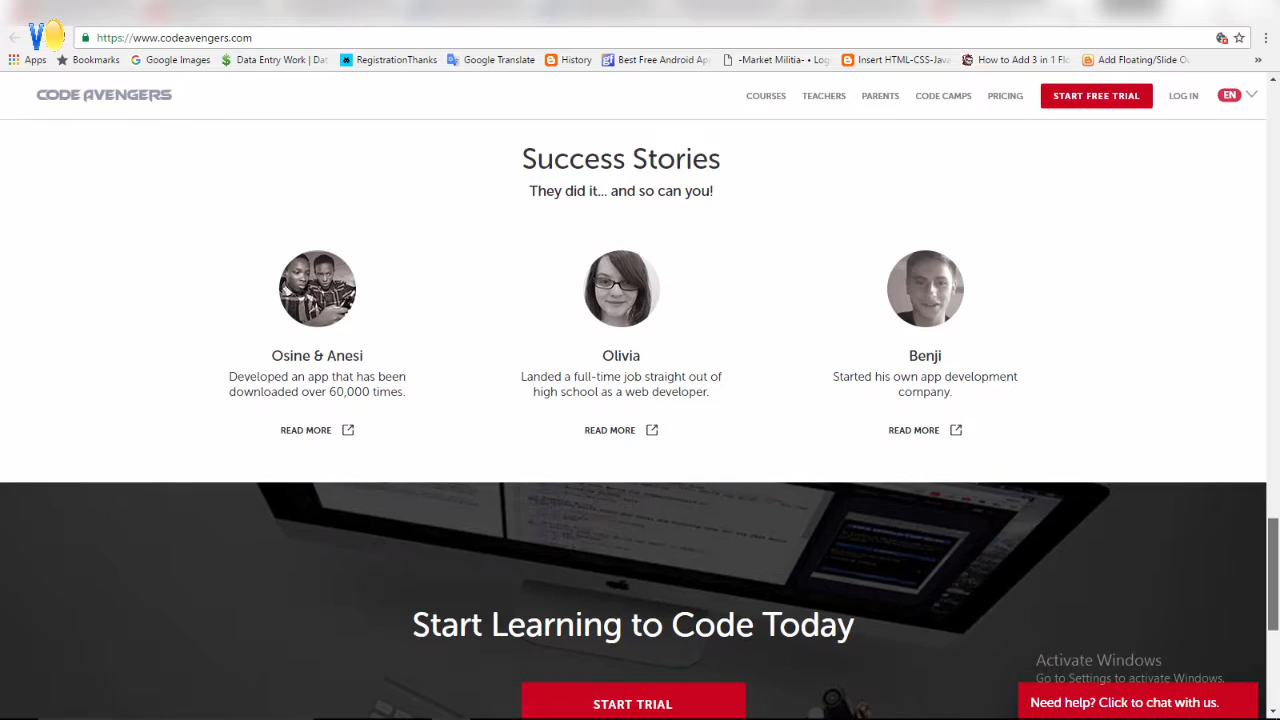 https://www.codeavengers.com
Apps Bookmarks Google Images Data Entry Work | Dat RegistrationThanks Google Translate History Best Free Android Ap -Market Militia- • Log Insert HTML-CSS-Java How to Add 3 in 1 Flo Add Floating/Slide O »
CODE AVENGERS COURSES TEACHERS PARENTS CODE CAMPS PRICING START FREE TRIAL LOG IN EN
Success Stories
They did it... and so can you!
Osine & Anesi
Developed an app that has been
downloaded over 60,000 times.
READ MORE
Olivia
Landed a full-time job straight out of
high school as a web developer.
READ MORE
Benji
Started his own app development
company.
READ MORE
Start Learning to Code Today
START TRIAL
Activate Windows
Go to Settings to activate Windows.
Need help? Click to chat with us.